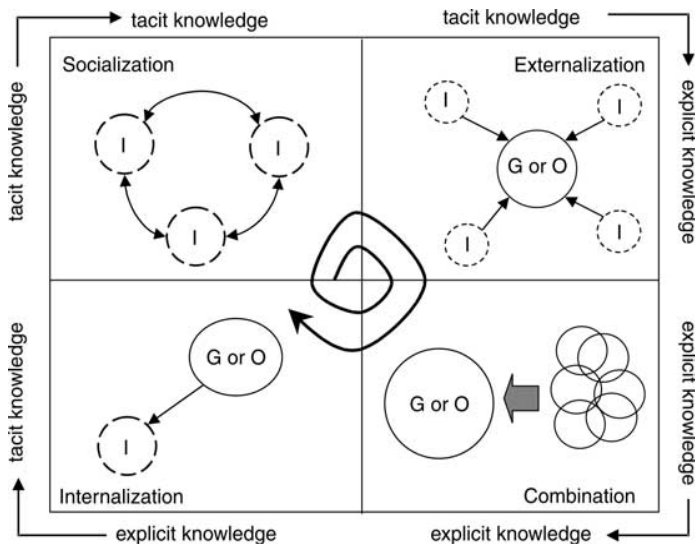 tacit knowledge
tacit knowledge
tacit knowledge
Socialization
I
I
I
Externalization
I
I
G or O
I
I
explicit knowledge
tacit knowledge
G or O
I
Internalization
G or O
Combination
explicit knowledge
explicit knowledge
explicit knowledge